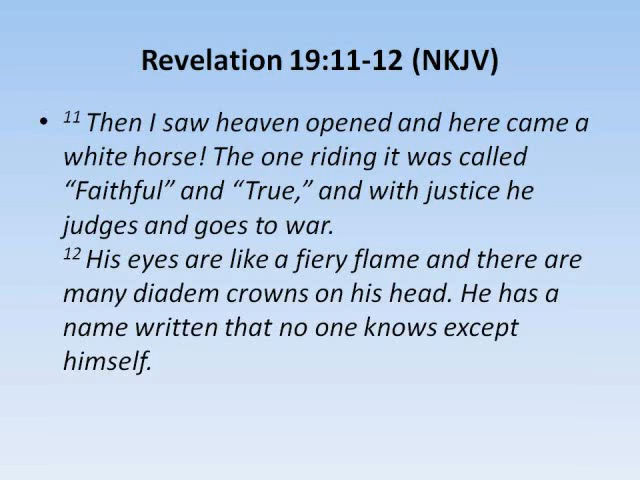 Revelation 19:11-12 (NKJV)
• 11 Then I saw heaven opened and here came a
white horse! The one riding it was called
“Faithful” and “True,” and with justice he
judges and goes to war.
12 His eyes are like a fiery flame and there are
many diadem crowns on his head. He has a
name written that no one knows except
himself.